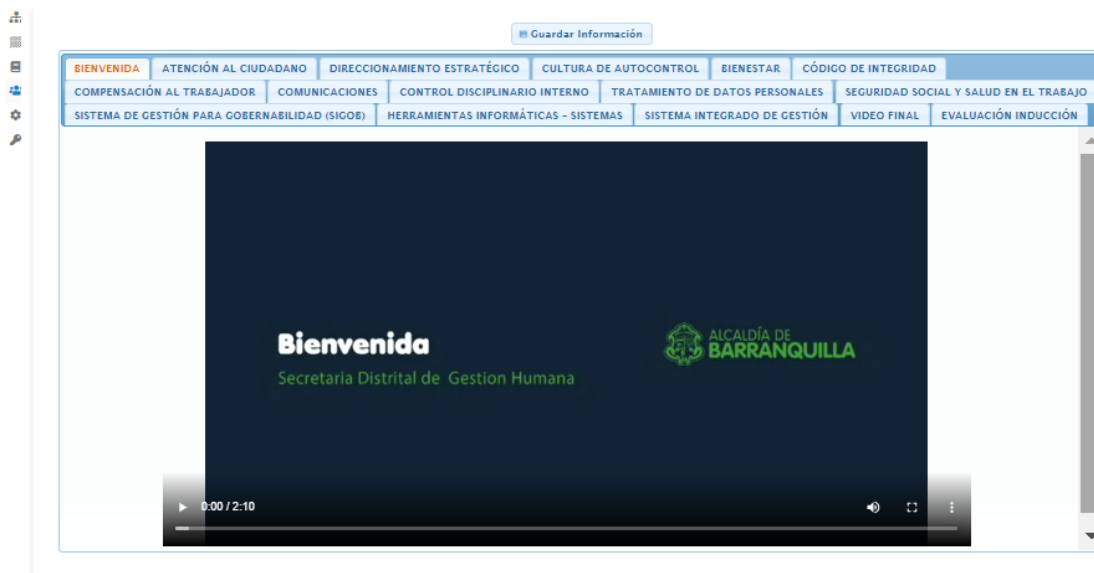 Guardar Información
BIENVENIDA ATENCIÓN AL CIUDADANO DIRECCIONAMIENTO ESTRATÉGICO CULTURA DE AUTOCONTROL BIENESTAR CÓDIGO DE INTEGRIDAD
COMPENSACIÓN AL TRABAJADOR COMUNICACIONES CONTROL DISCIPLINARIO INTERNO TRATAMIENTO DE DATOS PERSONALES SEGURIDAD SOCIAL Y SALUD EN EL TRABAJO
SISTEMA DE GESTIÓN PARA GOBERNABILIDAD (SIGOB) HERRAMIENTAS INFORMÁTICAS - SISTEMAS SISTEMA INTEGRADO DE GESTIÓN VIDEO FINAL EVALUACIÓN INDUCCIÓN
Bienvenida
Secretaria Distrital de Gestion Humana
ALCALDÍA DE
BARRANQUILLA
0:00 / 2:10